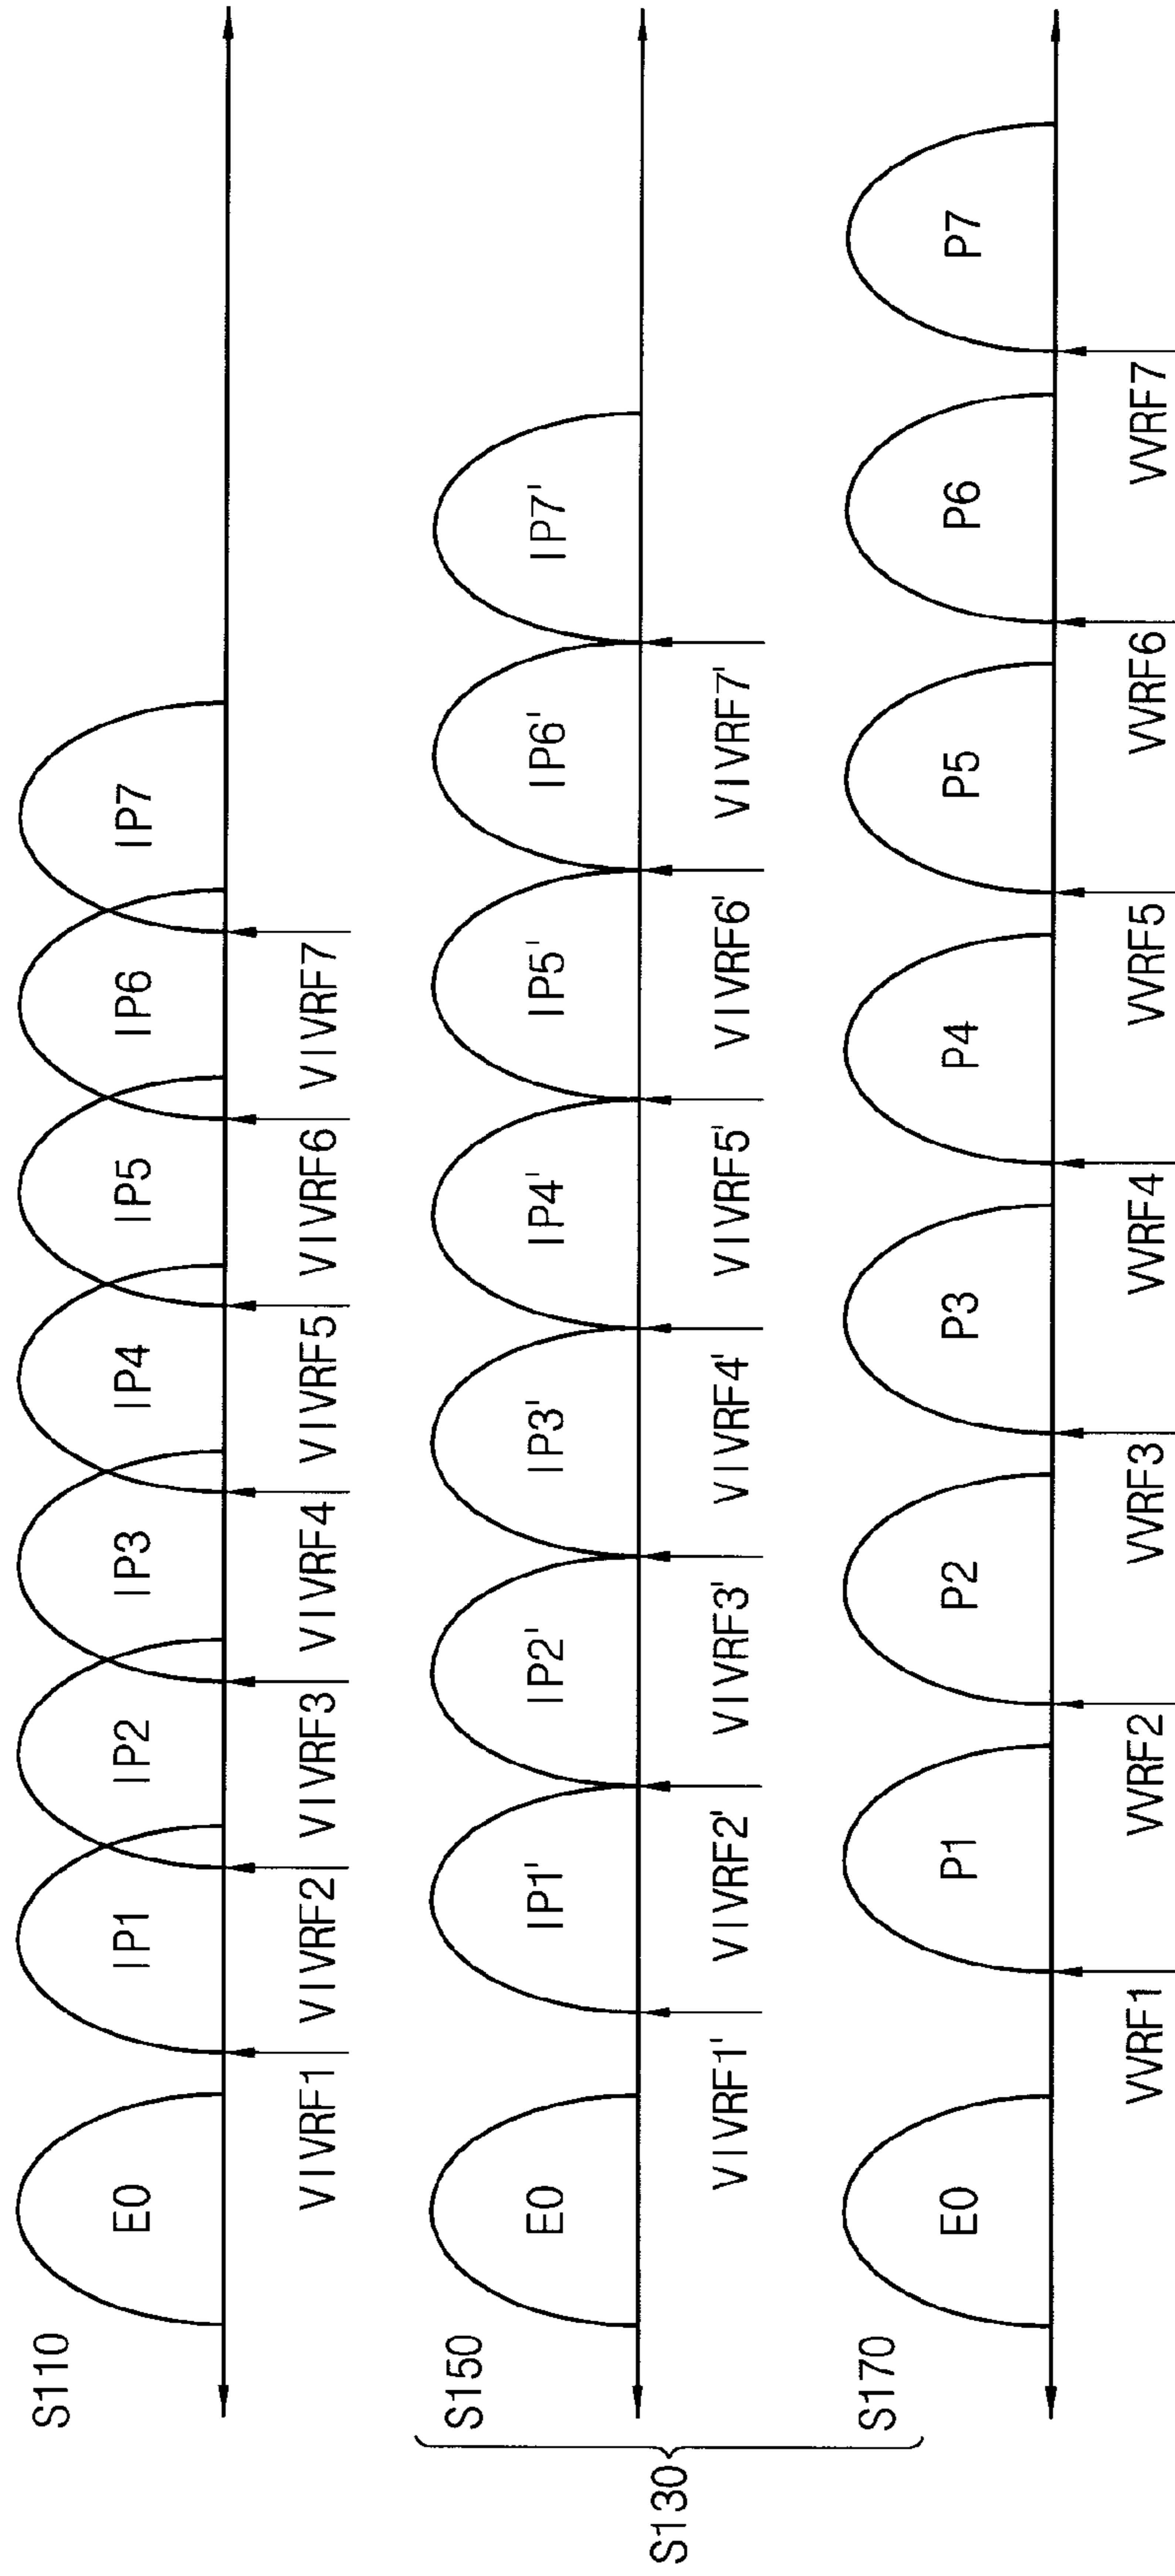 S110
E0 IP1 IP2 IP3 IP4 IP5 IP6 IP7
VIVRF1 VIVRF2 VIVRF3 VIVRF4 VIVRF5 VIVRF6 VIVRF7
S130
S150
E0 IP1' IP2' IP3' IP4' IP5' IP6' IP7'
VIVRF1' VIVRF2' VIVRF3' VIVRF4' VIVRF5' VIVRF6' VIVRF7'
S170
E0 P1 P2 P3 P4 P5 P6 P7
VVRF1 VVRF2 VVRF3 VVRF4 VVRF5 VVRF6 VVRF7